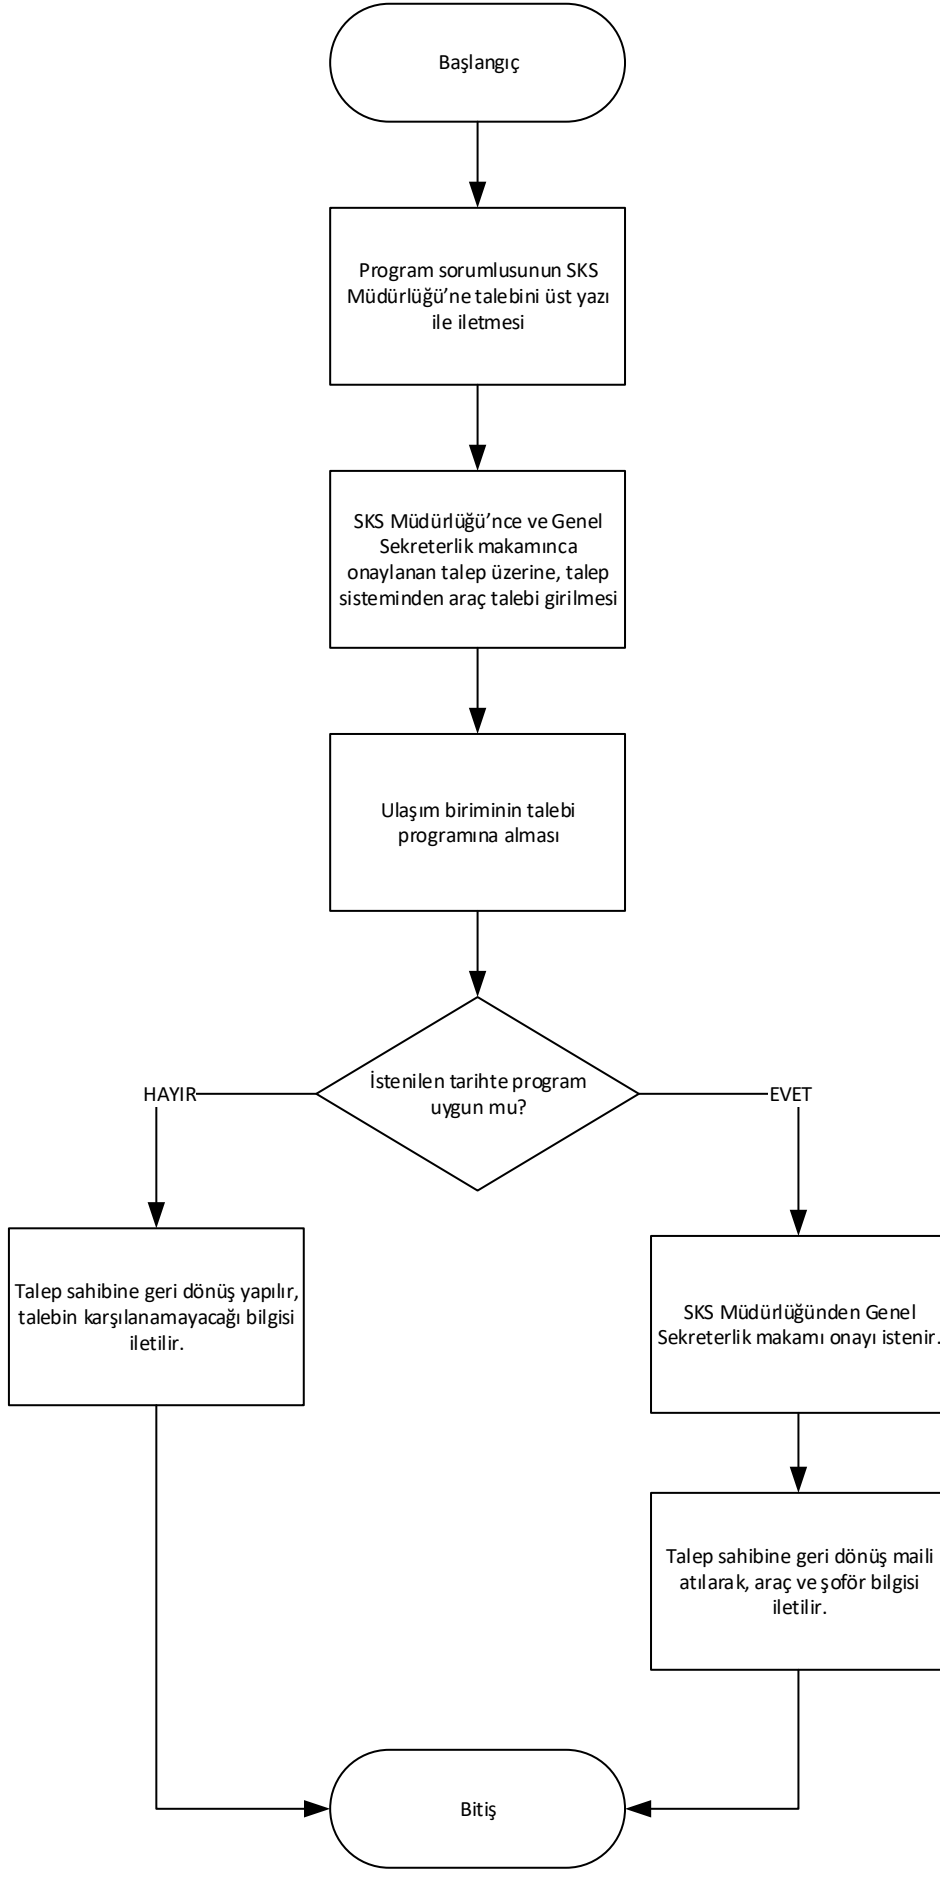 Başlangıç
Program sorumlusunun SKS
Müdürlüğü’ne talebini üst yazı
ile iletmesi
SKS Müdürlüğü’nce ve Genel
Sekreterlik makamınca
onaylanan talep üzerine, talep
sisteminden araç talebi girilmesi
Ulaşım biriminin talebi
programına alması
İstenilen tarihte program
uygun mu?
HAYIR
EVET
Talep sahibine geri dönüş yapılır,
talebin karşılanamayacağı bilgisi
iletilir.
SKS Müdürlüğünden Genel
Sekreterlik makamı onayı istenir.
Talep sahibine geri dönüş maili
atılarak, araç ve şoför bilgisi
iletilir.
Bitiş